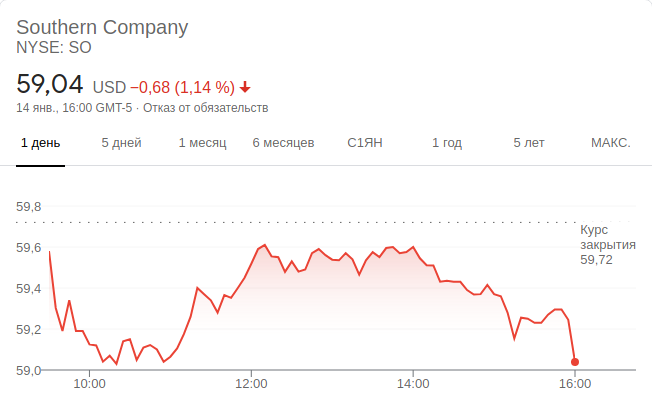 Southern Company
NYSE: SO
59,04 USD −0,68 (1,14 %)
14 янв., 16:00 GMT-5 · Отказ от обязательств
1 день 5 дней 1 месяц 6 месяцев С1ЯН 1 год 5 лет МАКС.
59,8
Курс
закрытия
59,72
59,6
59,4
59,2
59,0
10:00 12:00 14:00 16:00